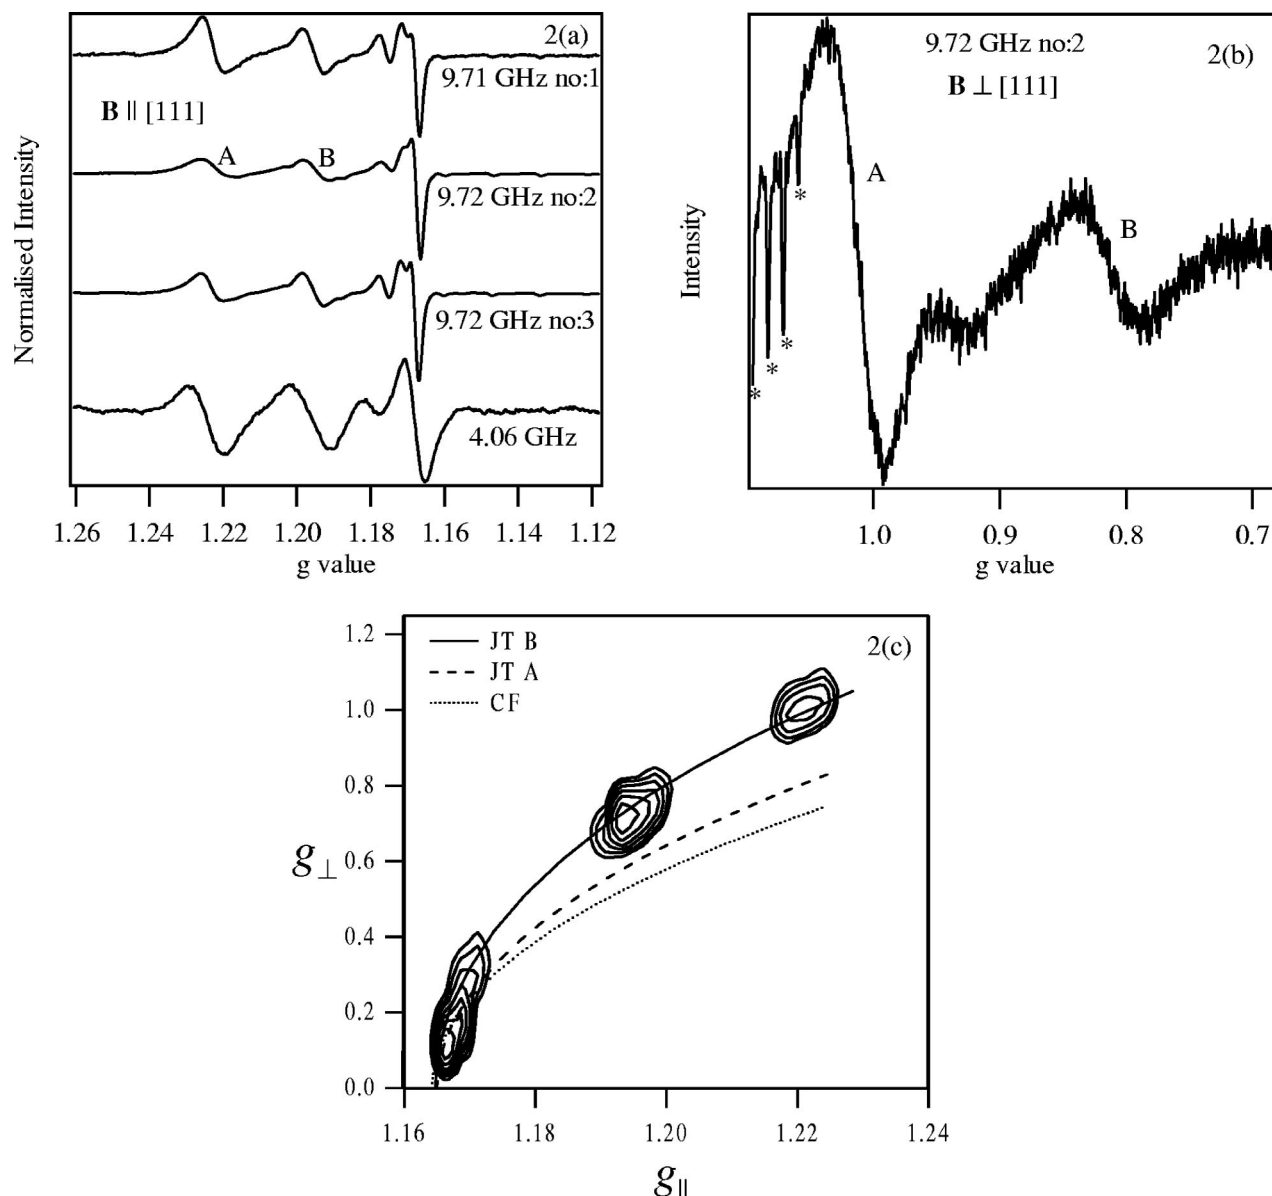 2(a)
9.71 GHz no:1
B || [111]
A
B
9.72 GHz no:2
9.72 GHz no:3
4.06 GHz
Normalised Intensity
1.26 1.24 1.22 1.20 1.18 1.16 1.14 1.12
g value
9.72 GHz no:2
2(b)
B ⊥ [111]
A
B
*
*
*
*
Intensity
1.0 0.9 0.8 0.7
g value
JT B
JT A
CF
2(c)
1.2
1.0
0.8
0.6
0.4
0.2
0.0
g⊥
1.16 1.18 1.20 1.22 1.24
g||